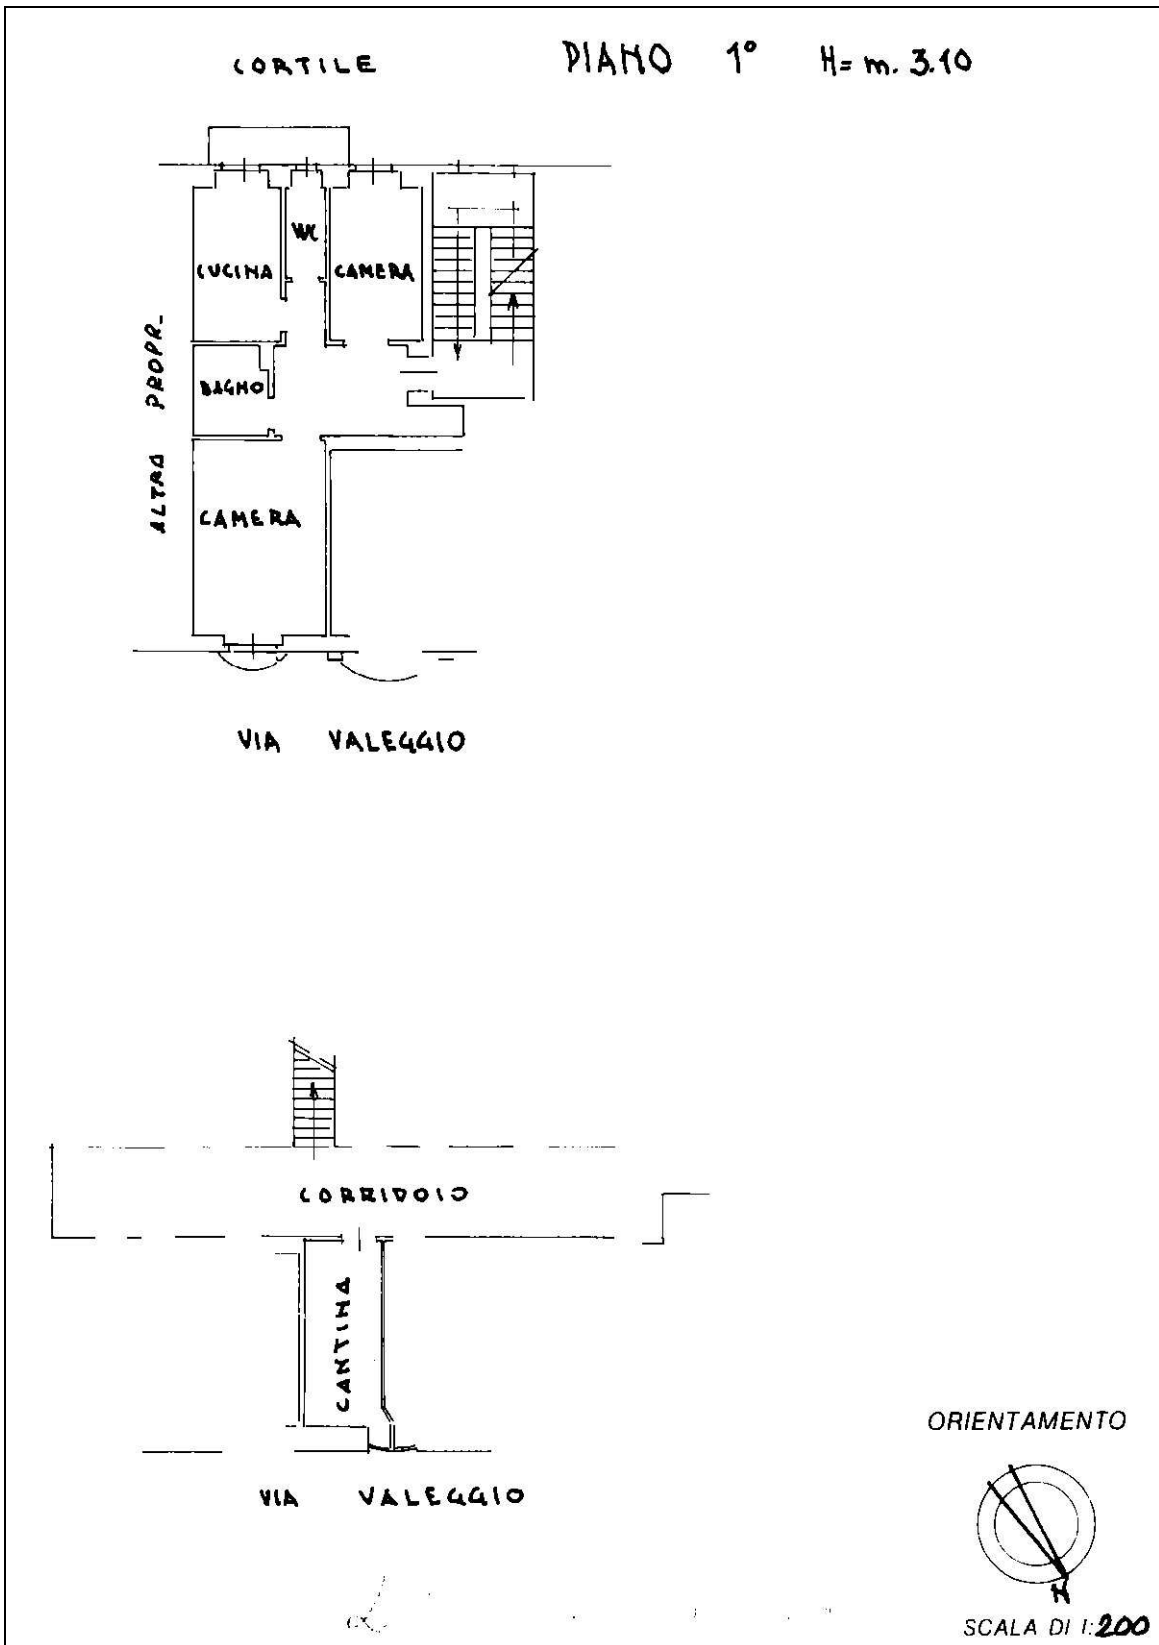 CORTILE
PIANO 1° H= m. 3.10
CUCINA
WC
CAMERA
BAGNO
ALTRA PROPR.
CAMERA
VIA VALEGGIO
CORRIDOIO
CANTINA
VIA VALEGGIO
ORIENTAMENTO
N
SCALA DI 1:200